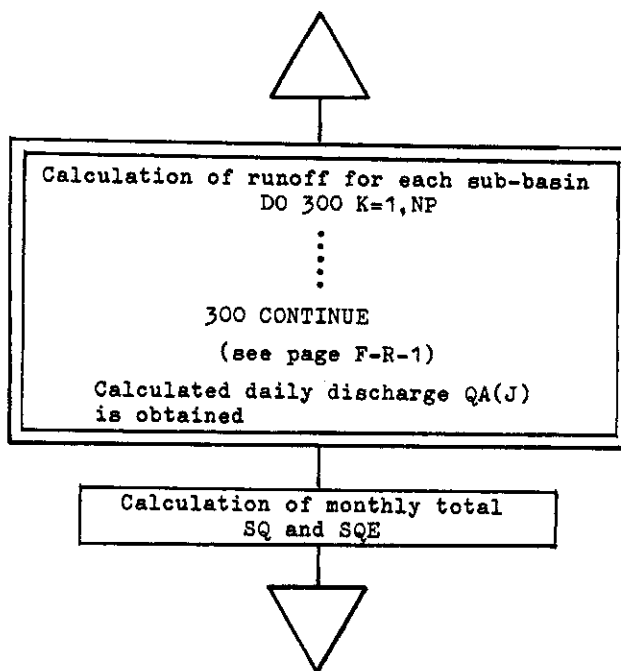 Calculation of runoff for each sub-basin
DO 300 K=1,NP
300 CONTINUE
(see page F-R-1)
Calculated daily discharge QA(J)
is obtained
Calculation of monthly total
SQ and SQE